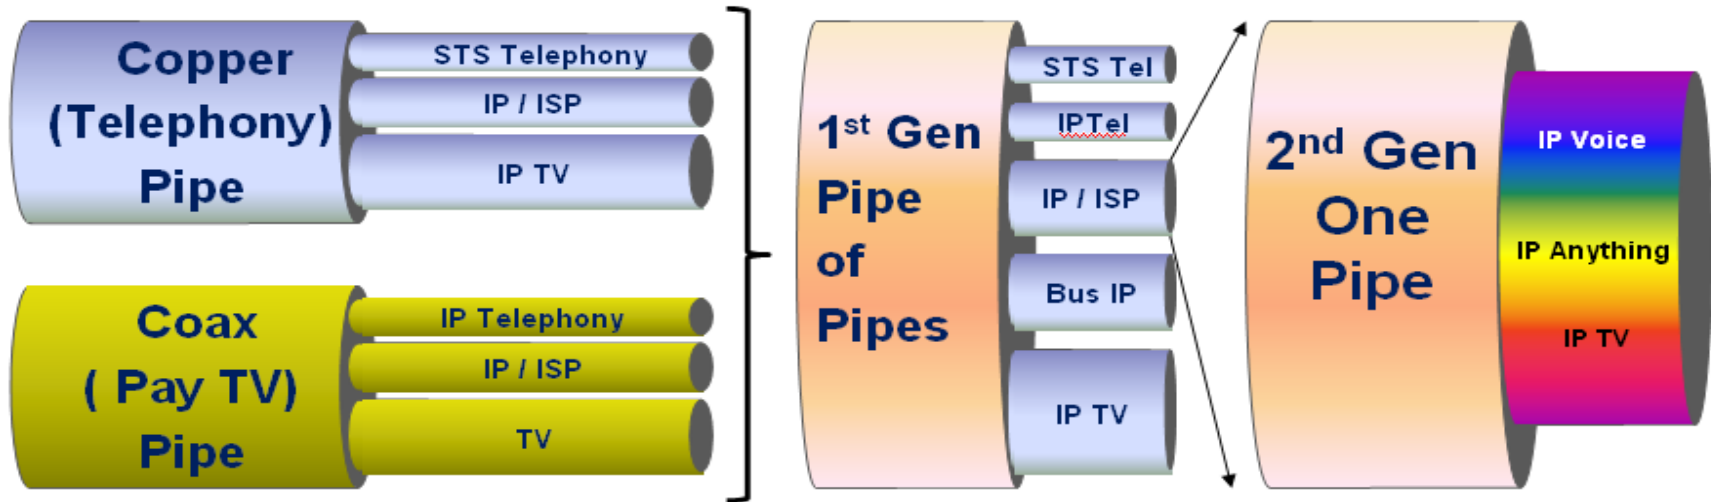 Copper
(Telephony)
Pipe
STS Telephony
IP / ISP
IP TV
Coax
( Pay TV)
Pipe
IP Telephony
IP / ISP
TV
1st Gen
Pipe
of
Pipes
STS Tel
IPTel
IP / ISP
Bus IP
IP TV
2nd Gen
One
Pipe
IP Voice
IP Anything
IP TV